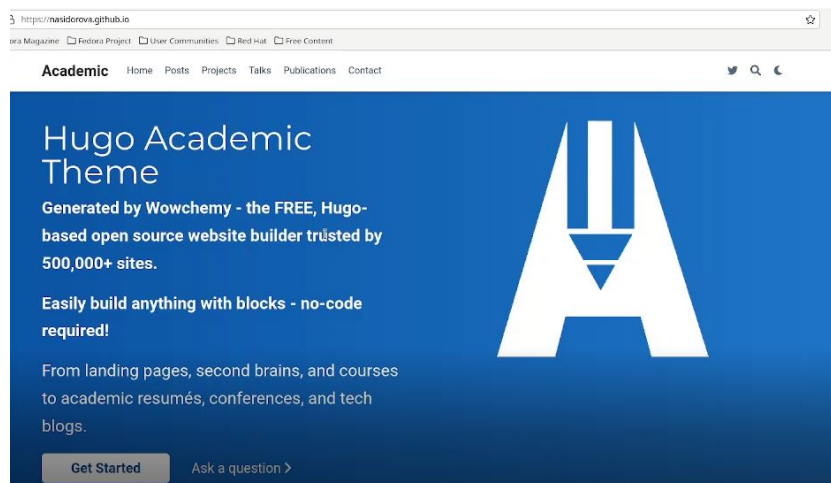 https://nasidorova.github.io
ora Magazine Fedora Project User Communities Red Hat Free Content
Academic Home Posts Projects Talks Publications Contact
Hugo Academic
Theme
Generated by Wowchemy - the FREE, Hugo-
based open source website builder trusted by
500,000+ sites.
Easily build anything with blocks - no-code
required!
From landing pages, second brains, and courses
to academic resumés, conferences, and tech
blogs.
Get Started Ask a question